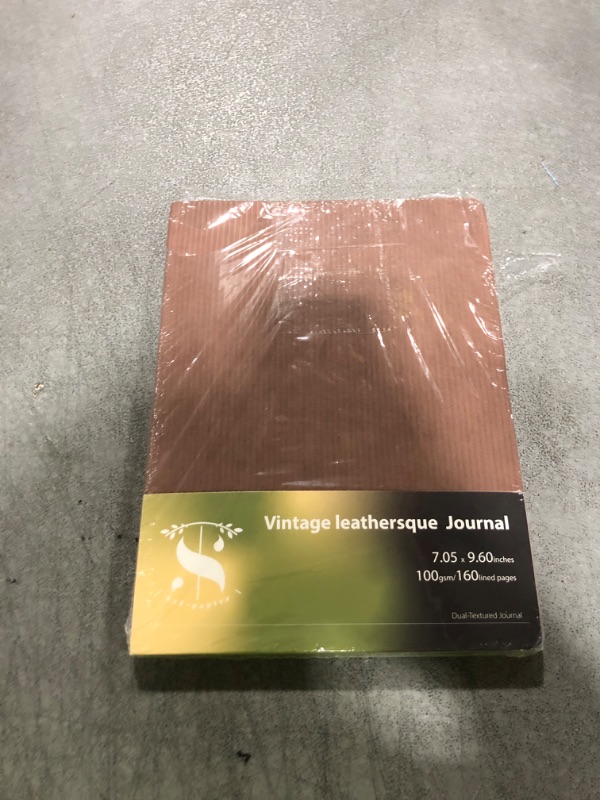 Vintage leathersque Journal
7.05 x 9.60inches
100gsm/160lined pages
Dual-Textured Journal